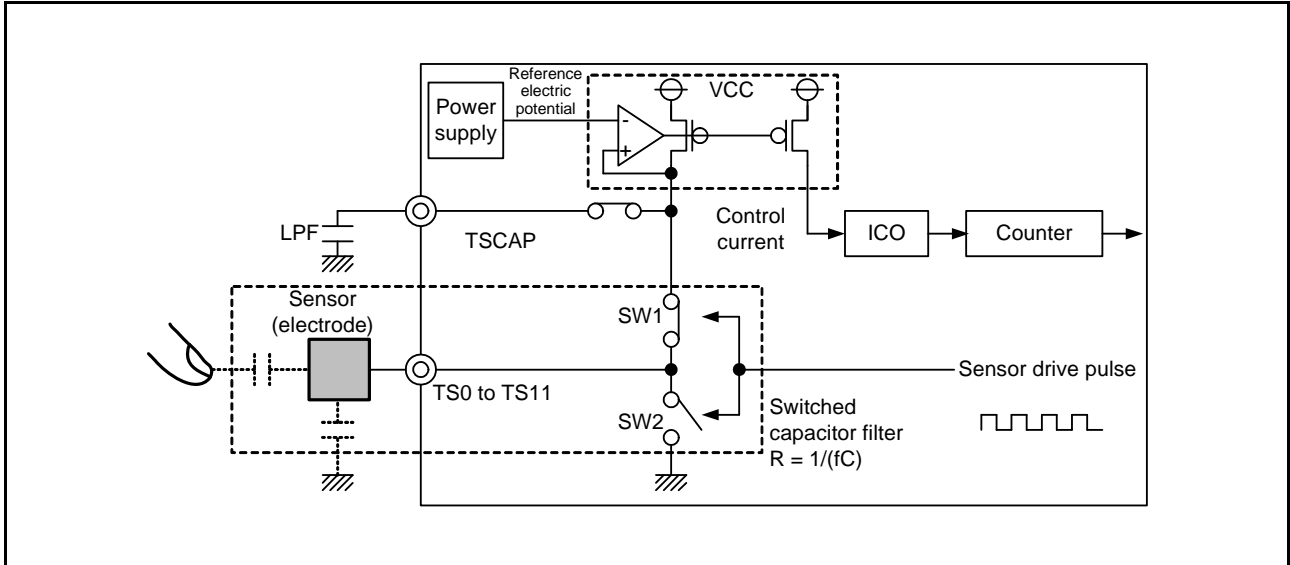 Reference
electric
potential
Power
supply
VCC
-
+
LPF
TSCAP
Control
current
ICO
Counter
Sensor
(electrode)
SW1
TS0 to TS11
SW2
Sensor drive pulse
Switched
capacitor filter
R = 1/(fC)